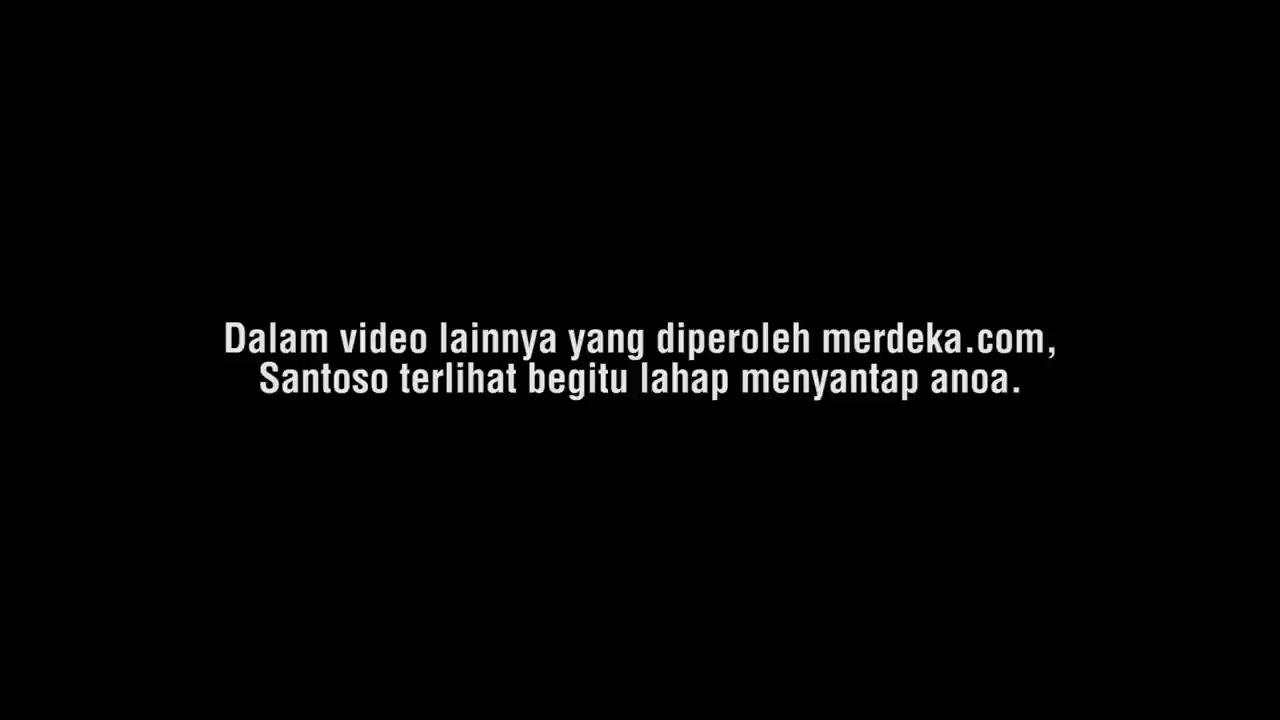 Dalam video lainnya yang diperoleh merdeka.com,
Santoso terlihat begitu lahap menyantap anoa.